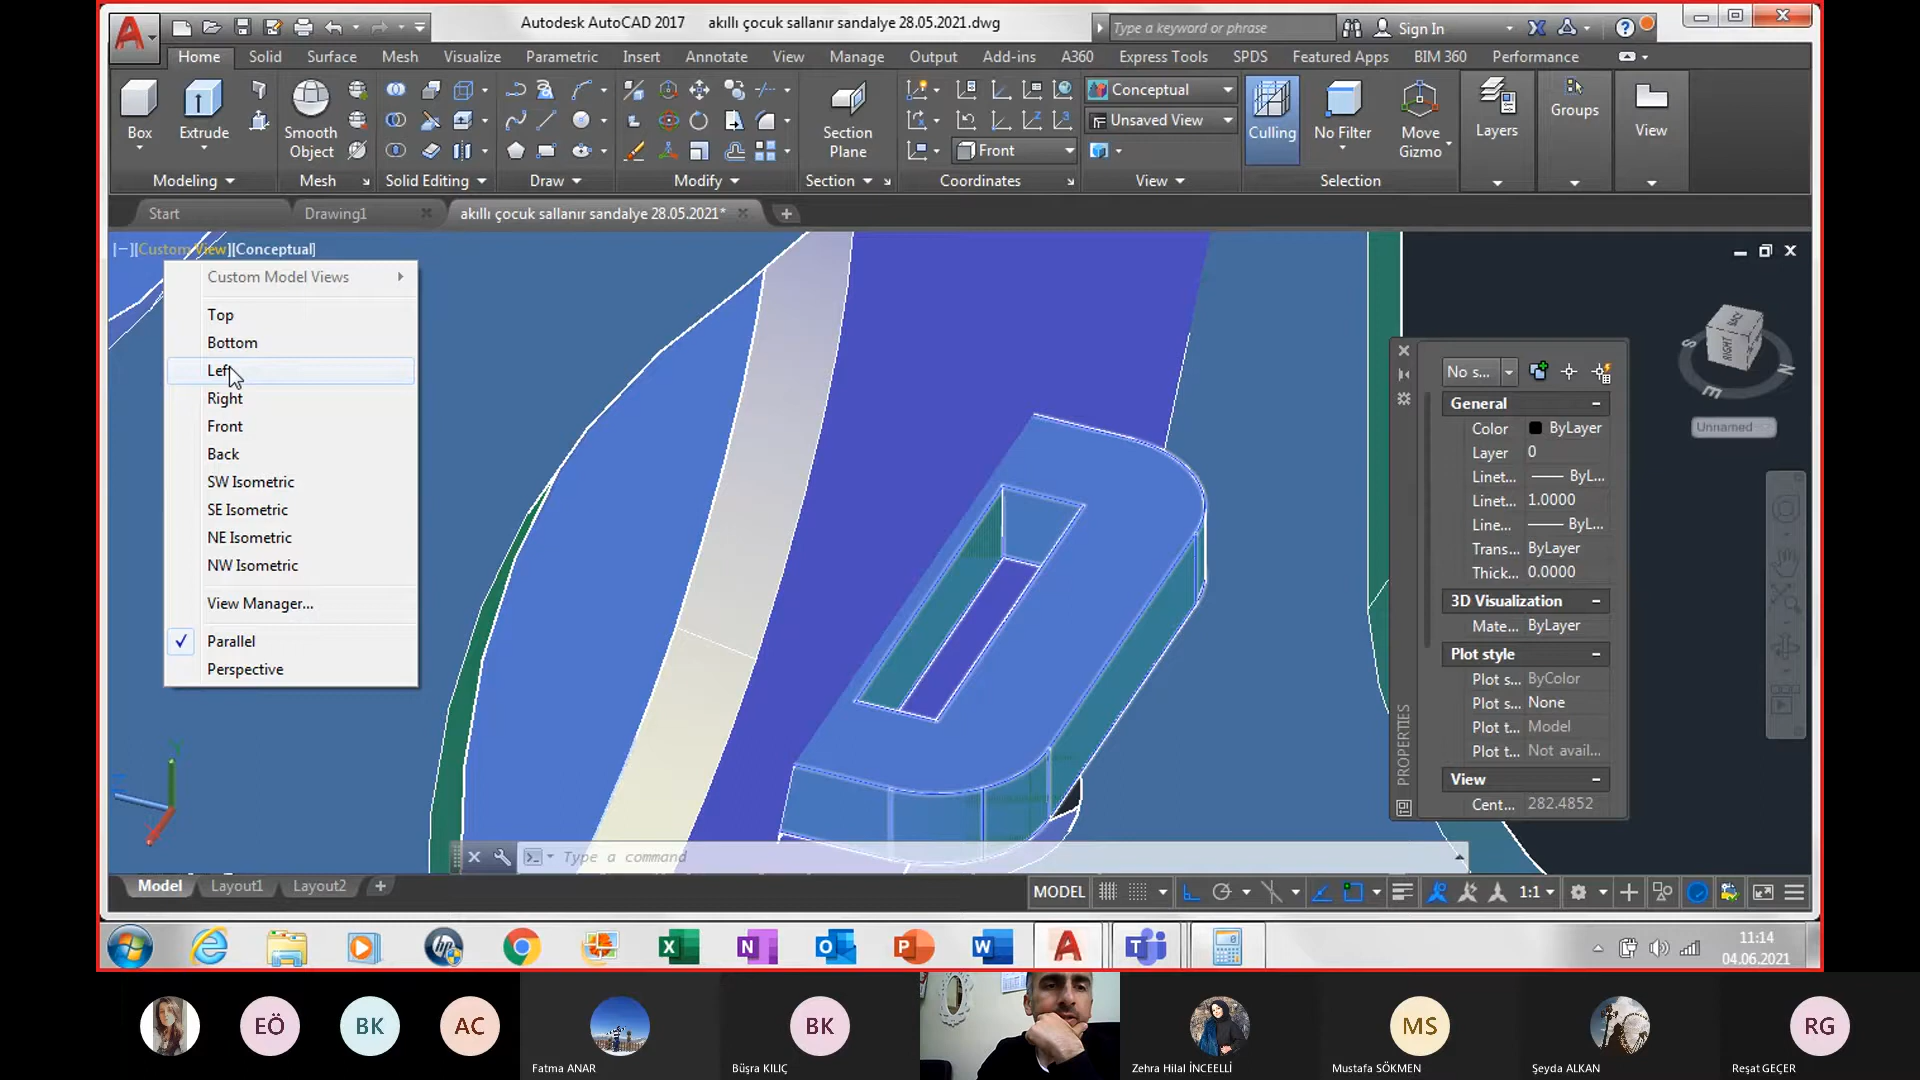 Autodesk AutoCAD 2017 akıllı çocuk sallanır sandalye 28.05.2021.dwg
Type a keyword or phrase
Sign In
Home Solid Surface Mesh Visualize Parametric Annotate Insert View Manage Output Add-ins A360 Express Tools SPDS Featured Apps BIM 360 Performance
Box
Extrude
Smooth Object
Section Plane
Conceptual
Unsaved View
Front
Culling
No Filter
Move Gizmo
Layers
Groups
View
Modeling
Mesh
Solid Editing
Draw
Modify
Section
Coordinates
View
Selection
Start
Drawing1
akıllı çocuk sallanır sandalye 28.05.2021*
[−][Custom View][Conceptual]
Custom Model Views
Top
Bottom
Left
Right
Front
Back
SW Isometric
SE Isometric
NE Isometric
NW Isometric
View Manager...
Parallel
Perspective
BACK
RIGHT
S
E
N
Unnamed
No s...
General
Color ByLayer
Layer 0
Linet... ByL...
Linet... 1.0000
Line... ByL...
Trans... ByLayer
Thick... 0.0000
3D Visualization
Mate... ByLayer
Plot style
Plot s... ByColor
Plot s... None
Plot t... Model
Plot t... Not avail...
View
Cent... 282.4852
PROPERTIES
Type a command
Model
Layout1
Layout2
MODEL
1:1
11:14
04.06.2021
EÖ
BK
AC
BK
MS
RG
Fatma ANAR
Büşra KILIÇ
Zehra Hilal İNCEELLİ
Mustafa SÖKMEN
Şeyda ALKAN
Reşat GEÇER